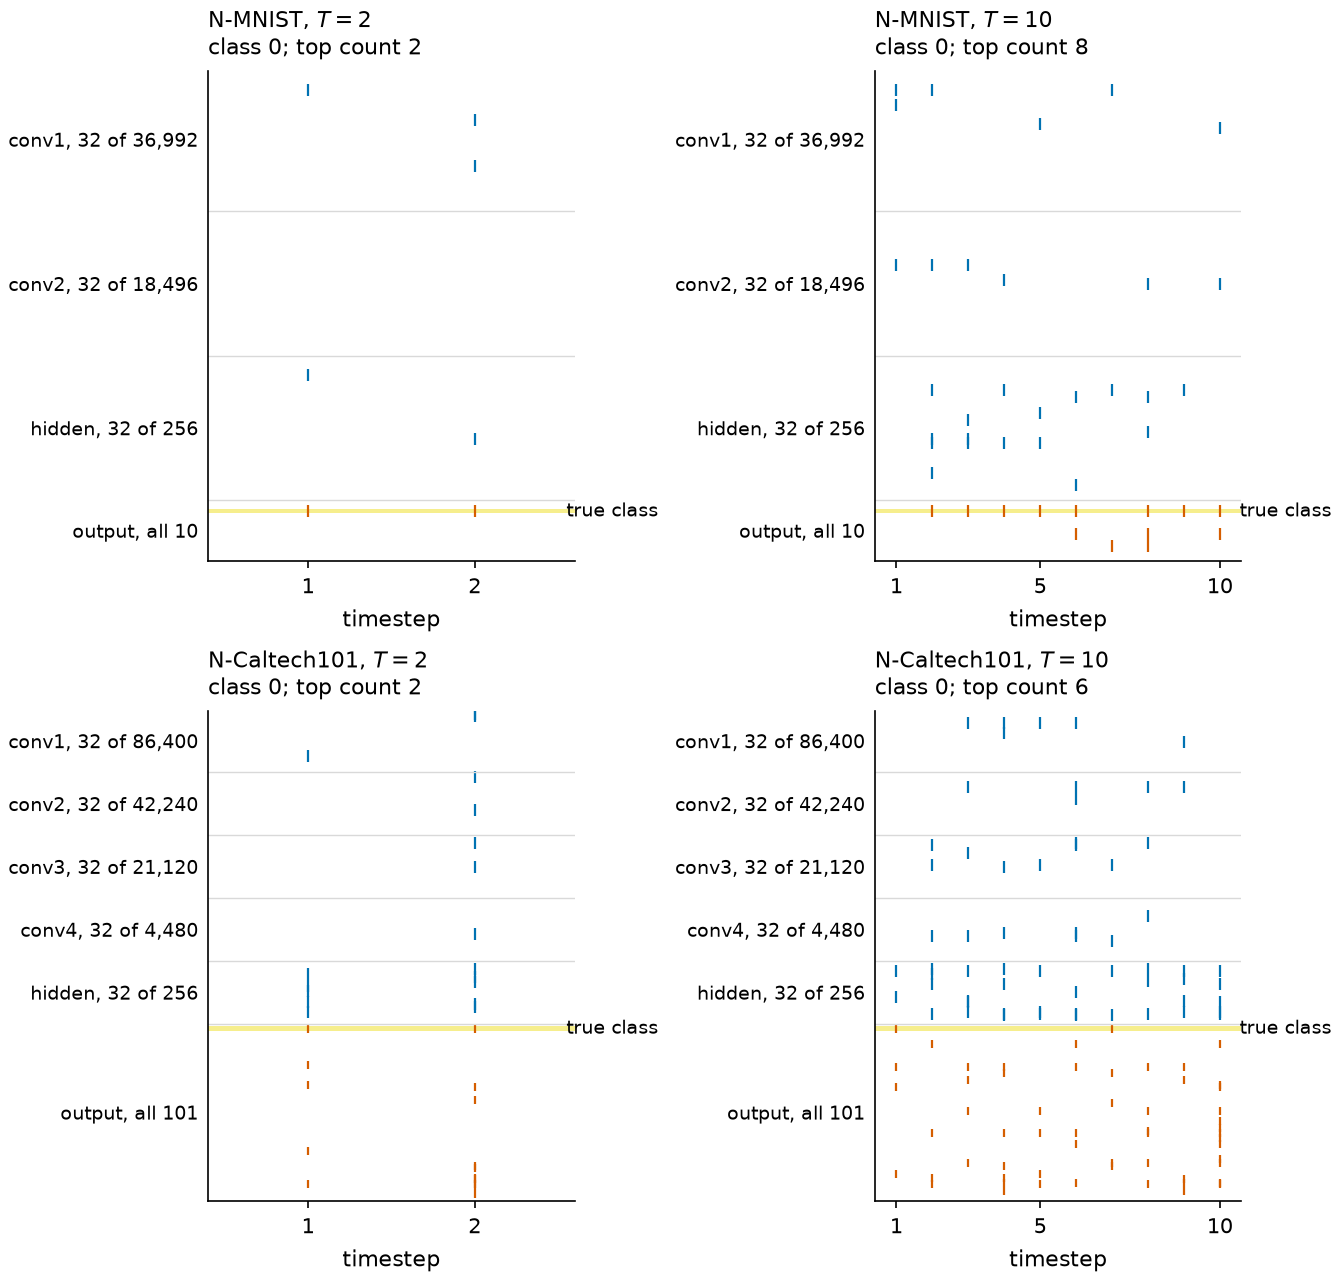 N-MNIST, T = 2
class 0; top count 2
conv1, 32 of 36,992
conv2, 32 of 18,496
hidden, 32 of 256
true class
output, all 10
1 2
timestep
N-MNIST, T = 10
class 0; top count 8
conv1, 32 of 36,992
conv2, 32 of 18,496
hidden, 32 of 256
true class
output, all 10
1 5 10
timestep
N-Caltech101, T = 2
class 0; top count 2
conv1, 32 of 86,400
conv2, 32 of 42,240
conv3, 32 of 21,120
conv4, 32 of 4,480
hidden, 32 of 256
true class
output, all 101
1 2
timestep
N-Caltech101, T = 10
class 0; top count 6
conv1, 32 of 86,400
conv2, 32 of 42,240
conv3, 32 of 21,120
conv4, 32 of 4,480
hidden, 32 of 256
true class
output, all 101
1 5 10
timestep